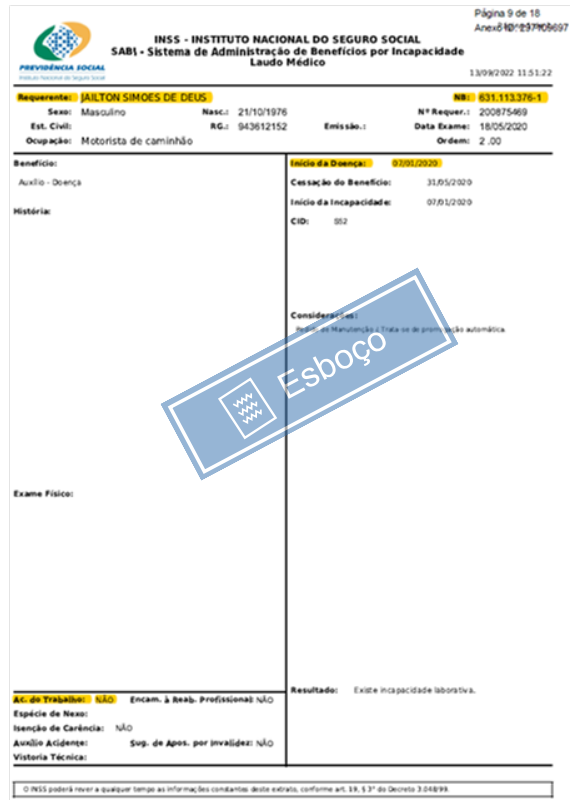 Página 9 de 18
INSS - INSTITUTO NACIONAL DO SEGURO SOCIAL
SABI - Sistema de Administração de Benefícios por Incapacidade
Laudo Médico
PREVIDÊNCIA SOCIAL
Instituto Nacional do Seguro Social
13/09/2022 11:51:22
Requerente: JAILTON SIMOES DE DEUS NB: 631.113.376-1
Sexo: Masculino Nasc.: 21/10/1976 Nº Requer.: 200875469
Est. Civil: RG.: 943612152 Emissão.: Data Exame: 18/05/2020
Ocupação: Motorista de caminhão Ordem: 2 .00
Benefício:
Auxílio - Doença
História:
Início da Doença: 07/01/2020
Cessação do Benefício: 31/05/2020
Início da Incapacidade: 07/01/2020
CID: S52
Considerações:
Pedido de Manutenção : Trata-se de prorrogação automática.
Esboço
Exame Físico:
Resultado: Existe incapacidade laborativa.
Ac. do Trabalho: NÃO Encam. à Reab. Profissional: NÃO
Espécie de Nexo:
Isenção de Carência: NÃO
Auxílio Acidente: Sug. de Apos. por Invalidez: NÃO
Vistoria Técnica:
O INSS poderá rever a qualquer tempo as informações constantes deste extrato, conforme art. 19, § 3° do Decreto 3.048/99.